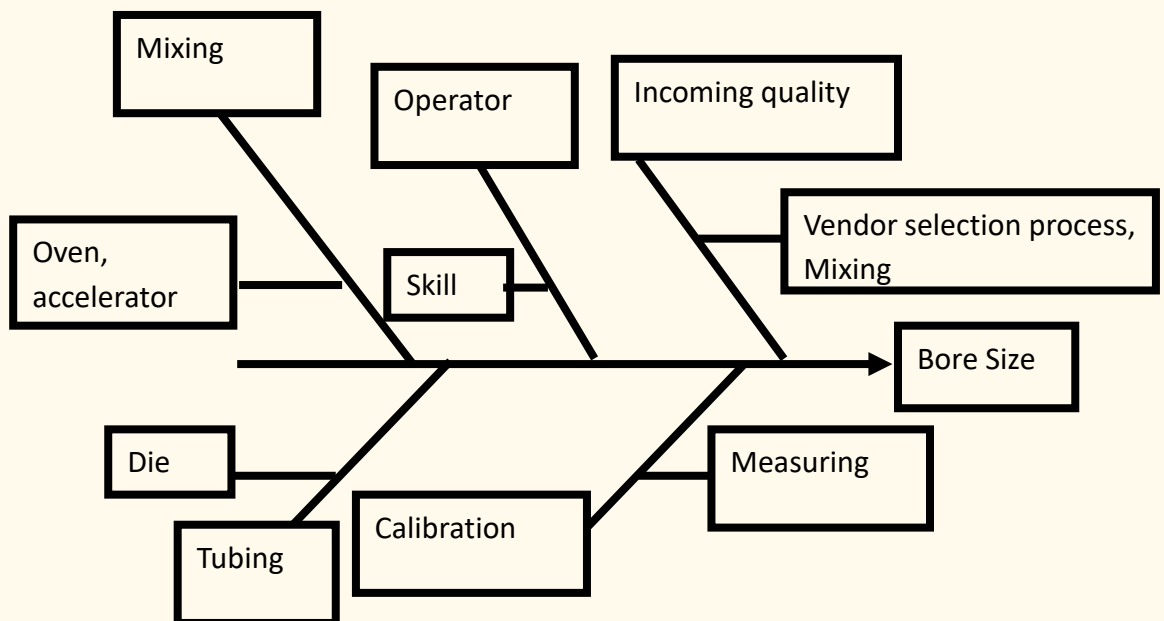 Mixing
Operator
Incoming quality
Oven,
accelerator
Skill
Vendor selection process,
Mixing
Bore Size
Die
Measuring
Calibration
Tubing